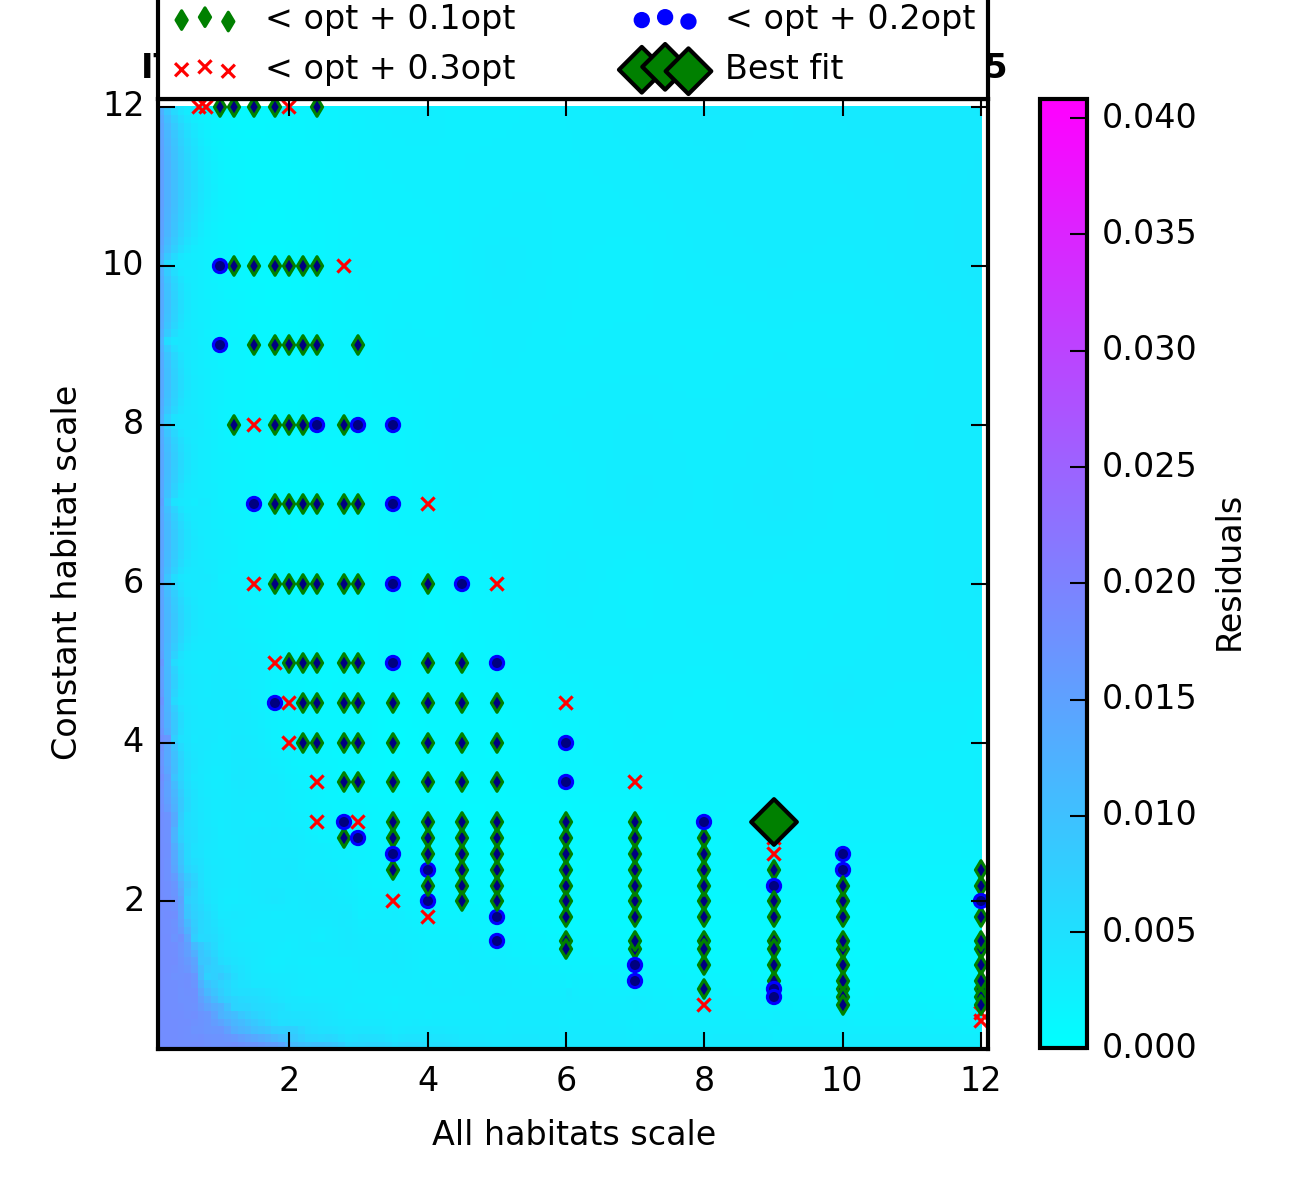 < opt + 0.1opt < opt + 0.2opt
< opt + 0.3opt Best fit
5
12
10
8
6
4
2
Constant habitat scale
2 4 6 8 10 12
All habitats scale
0.040
0.035
0.030
0.025
0.020
0.015
0.010
0.005
0.000
Residuals